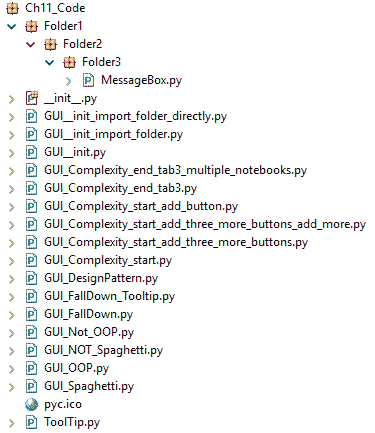 Ch11_Code
Folder1
Folder2
Folder3
MessageBox.py
__init__.py
GUI__init_import_folder_directly.py
GUI__init_import_folder.py
GUI__init.py
GUI_Complexity_end_tab3_multiple_notebooks.py
GUI_Complexity_end_tab3.py
GUI_Complexity_start_add_button.py
GUI_Complexity_start_add_three_more_buttons_add_more.py
GUI_Complexity_start_add_three_more_buttons.py
GUI_Complexity_start.py
GUI_DesignPattern.py
GUI_FallDown_Tooltip.py
GUI_FallDown.py
GUI_Not_OOP.py
GUI_NOT_Spaghetti.py
GUI_OOP.py
GUI_Spaghetti.py
pyc.ico
ToolTip.py